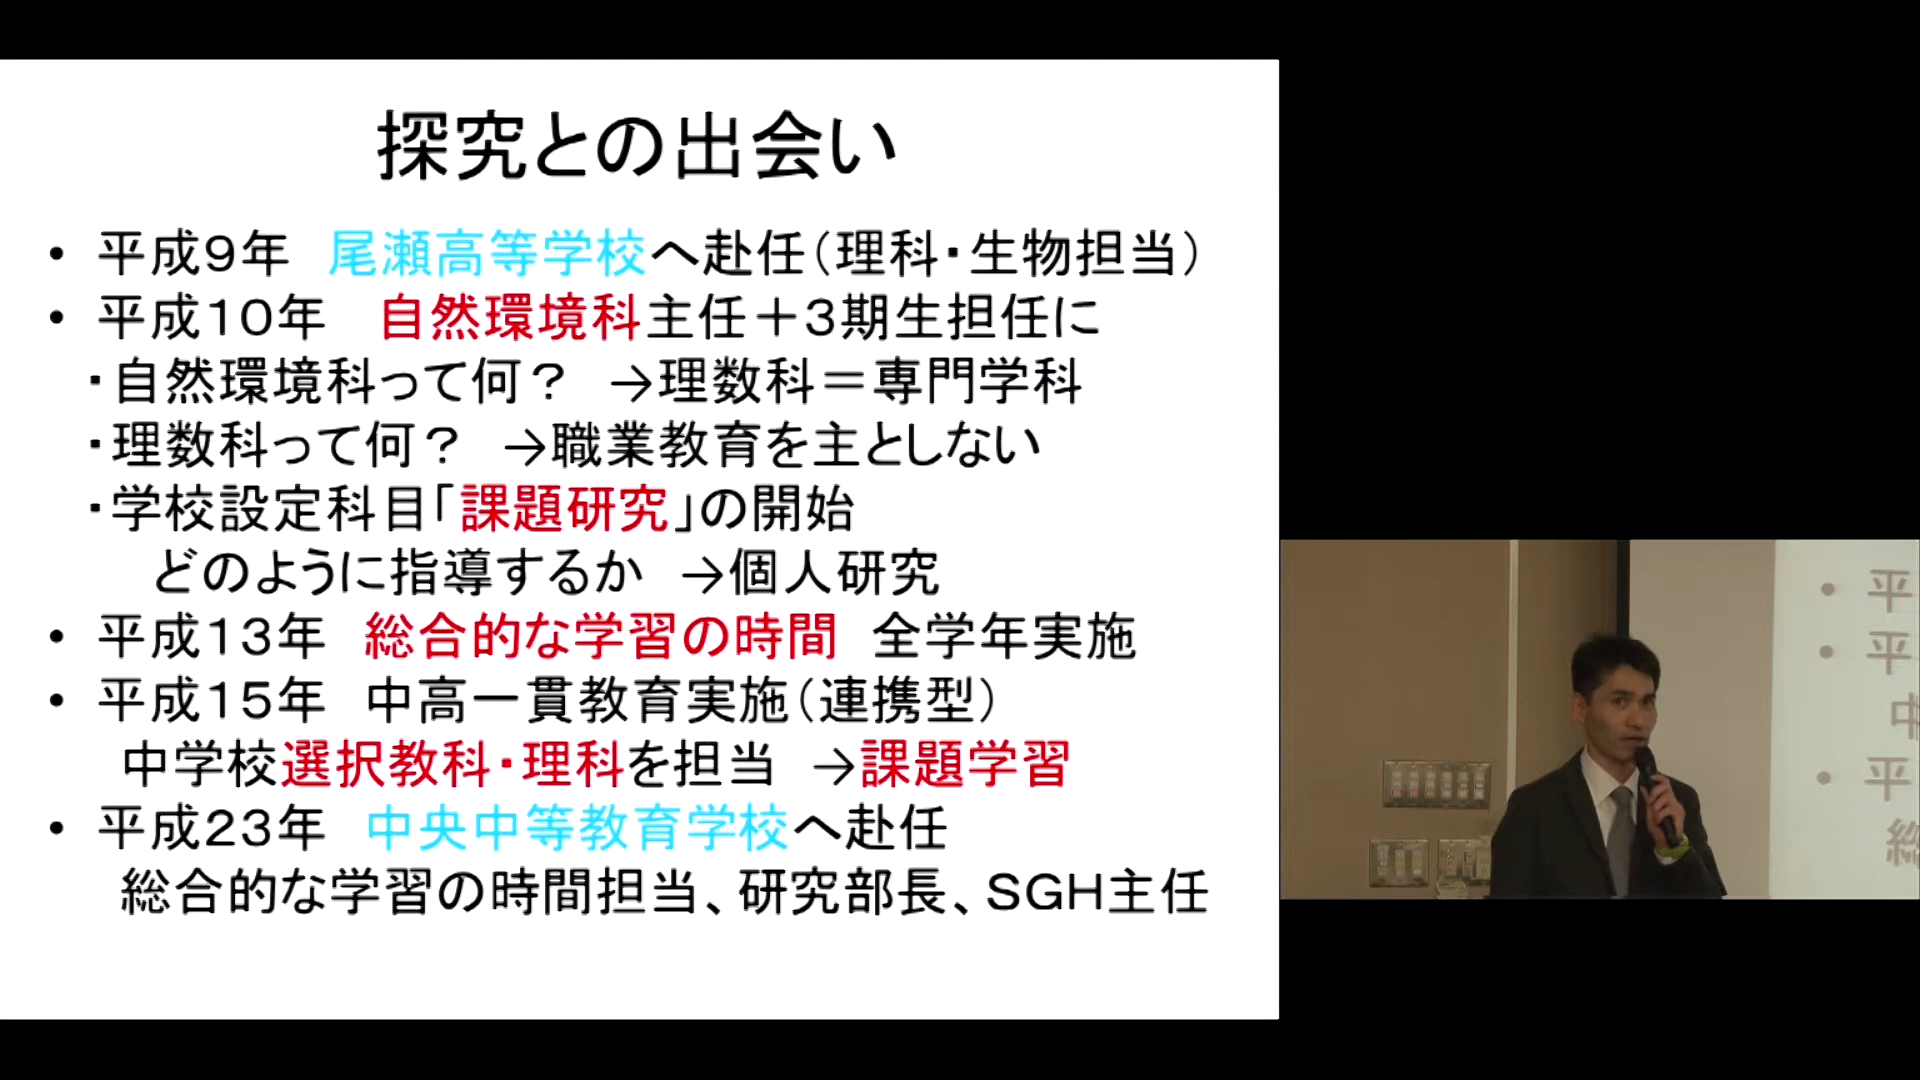 探究との出会い
• 平成９年　尾瀬高等学校へ赴任（理科・生物担当）
• 平成１０年　自然環境科主任＋３期生担任に
・自然環境科って何？　→理数科＝専門学科
・理数科って何？　→職業教育を主としない
・学校設定科目「課題研究」の開始
どのように指導するか　→個人研究
• 平成１３年　総合的な学習の時間　全学年実施
• 平成１５年　中高一貫教育実施（連携型）
中学校選択教科・理科を担当　→課題学習
• 平成２３年　中央中等教育学校へ赴任
総合的な学習の時間担当、研究部長、ＳＧＨ主任
• 平
• 平
中
• 平
総